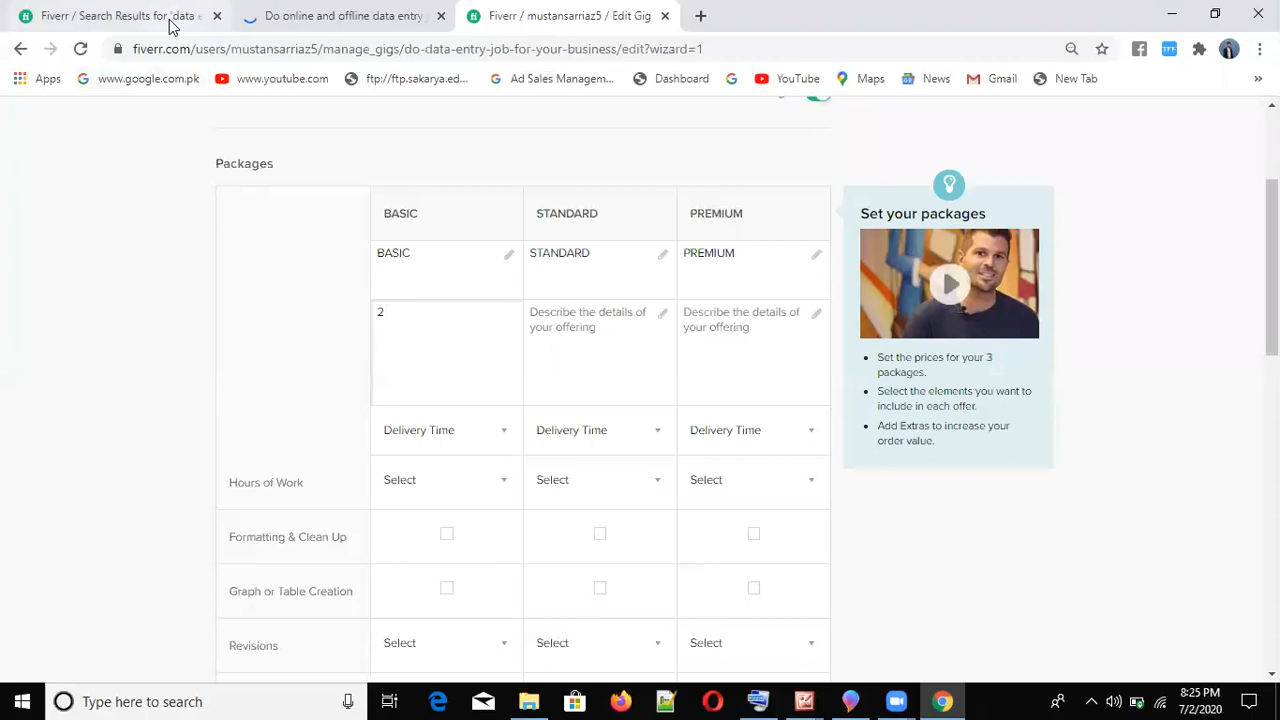 Fiverr / Search Results for 'data e
Do online and offline data entry
Fiverr / mustansarriaz5 / Edit Gig
fiverr.com/users/mustansarriaz5/manage_gigs/do-data-entry-job-for-your-business/edit?wizard=1
Apps
www.google.com.pk
www.youtube.com
ftp://ftp.sakarya.ed...
Ad Sales Managem...
Dashboard
YouTube
Maps
News
Gmail
New Tab
»
Packages
BASIC STANDARD PREMIUM
BASIC STANDARD PREMIUM
2
Describe the details of your offering
Describe the details of your offering
Delivery Time Delivery Time Delivery Time
Hours of Work Select Select Select
Formatting & Clean Up
Graph or Table Creation
Revisions Select Select Select
Set your packages
Set the prices for your 3
packages.
Select the elements you want to
include in each offer.
Add Extras to increase your
order value.
Type here to search
8:25 PM
7/2/2020